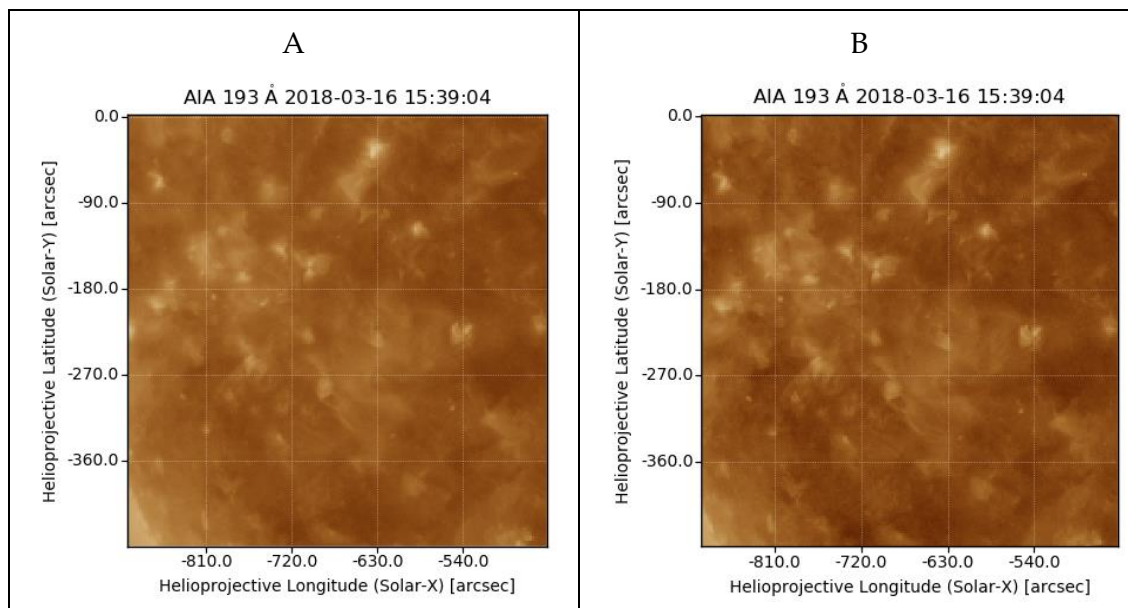 A
AIA 193 Å 2018-03-16 15:39:04
Helioprojective Latitude (Solar-Y) [arcsec]
0.0
-90.0
-180.0
-270.0
-360.0
-810.0 -720.0 -630.0 -540.0
Helioprojective Longitude (Solar-X) [arcsec]
B
AIA 193 Å 2018-03-16 15:39:04
Helioprojective Latitude (Solar-Y) [arcsec]
0.0
-90.0
-180.0
-270.0
-360.0
-810.0 -720.0 -630.0 -540.0
Helioprojective Longitude (Solar-X) [arcsec]